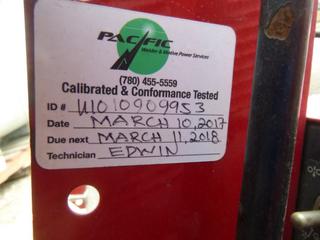 PACIFIC
Welder & Motive Power Services
(780) 455-5559
Calibrated & Conformance Tested
ID # U1010909953
Date MARCH 10, 2017
Due next MARCH 11, 2018
Technician EDWIN